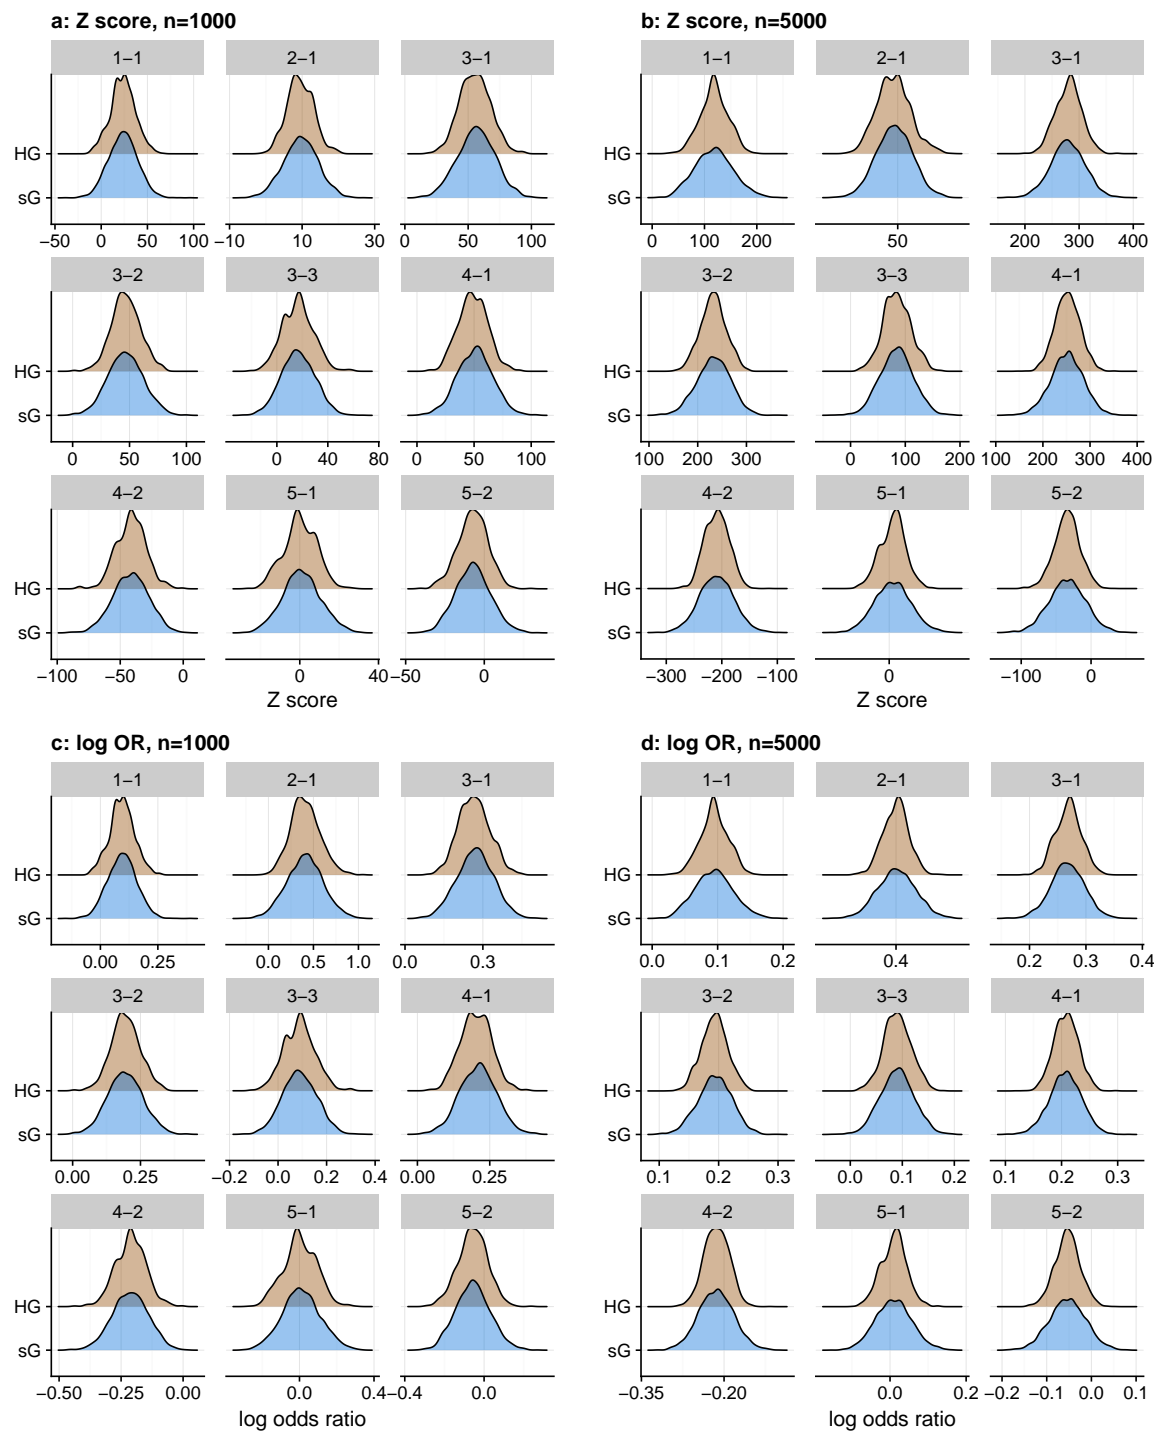 a: Z score, n=1000
1−1 2−1 3−1
HG
sG
−50 0 50 100 −10 10 30 0 50 100
3−2 3−3 4−1
HG
sG
0 50 100 0 40 80 0 50 100
4−2 5−1 5−2
HG
sG
−100 −50 0 0 40 −50 0
Z score
b: Z score, n=5000
1−1 2−1 3−1
HG
sG
0 100 200 50 200 300 400
3−2 3−3 4−1
HG
sG
100 200 300 0 100 200 100 200 300 400
4−2 5−1 5−2
HG
sG
−300 −200 −100 0 −100 0
Z score
c: log OR, n=1000
1−1 2−1 3−1
HG
sG
0.00 0.25 0.0 0.5 1.0 0.0 0.3
3−2 3−3 4−1
HG
sG
0.00 0.25 −0.2 0.0 0.2 0.4 0.00 0.25
4−2 5−1 5−2
HG
sG
−0.50 −0.25 0.00 0.0 0.4 −0.4 0.0
log odds ratio
d: log OR, n=5000
1−1 2−1 3−1
HG
sG
0.0 0.1 0.2 0.4 0.2 0.3 0.4
3−2 3−3 4−1
HG
sG
0.1 0.2 0.3 0.0 0.1 0.2 0.1 0.2 0.3
4−2 5−1 5−2
HG
sG
−0.35 −0.20 0.0 0.2 −0.2 −0.1 0.0 0.1
log odds ratio